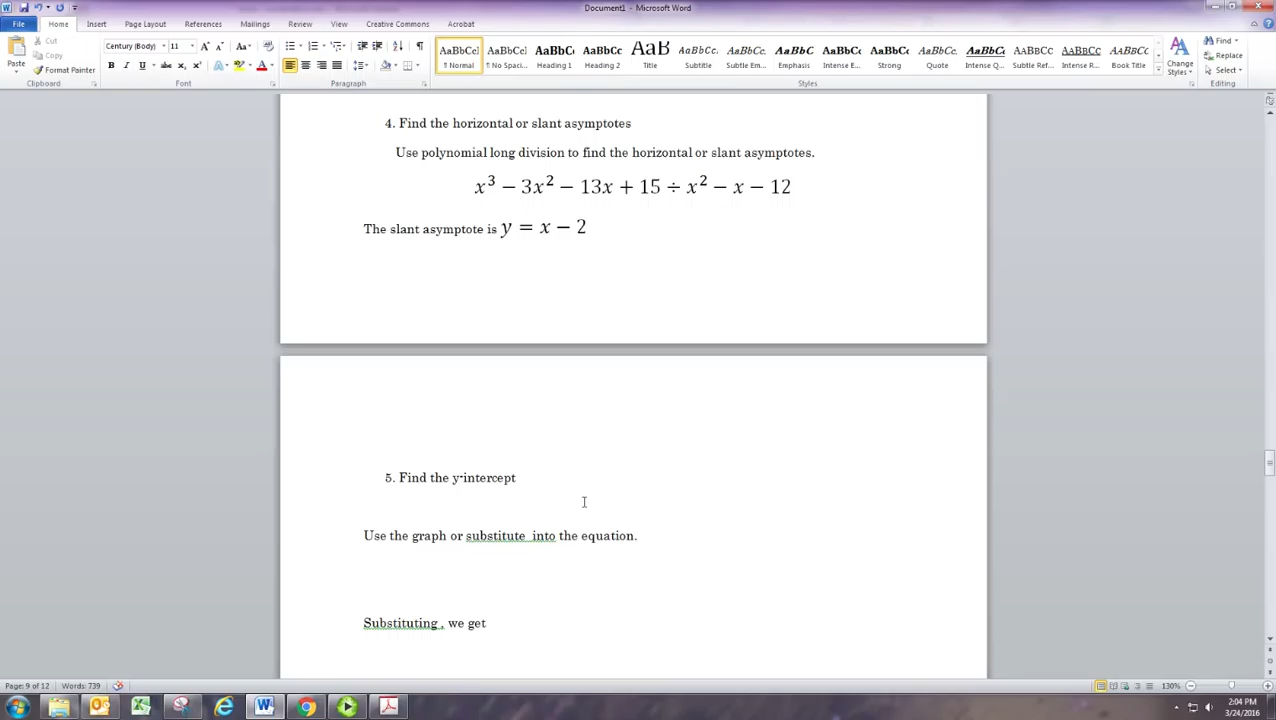 Document1 - Microsoft Word
File Home Insert Page Layout References Mailings Review View Creative Commons Acrobat
Cut
Copy
Format Painter
Paste
Clipboard
Century (Body) 11
Font
Paragraph
AaBbCcI AaBbCcI AaBbCc AaBbCc AaB AaBbCc AaBbCc AaBbCc AaBbCc AaBbCc AaBbCc AaBbCc AaBbCc AaBbCc AaBbCc
¶ Normal ¶ No Spaci... Heading 1 Heading 2 Title Subtitle Subtle Em... Emphasis Intense E... Strong Quote Intense Q... Subtle Ref... Intense R... Book Title
Styles
Change Styles
Find
Replace
Select
Editing
4. Find the horizontal or slant asymptotes
Use polynomial long division to find the horizontal or slant asymptotes.
x³ − 3x² − 13x + 15 ÷ x² − x − 12
The slant asymptote is y = x − 2
5. Find the y-intercept
Use the graph or substitute  into the equation.
Substituting , we get
Page: 9 of 12 Words: 739 130%
2:04 PM
3/24/2016